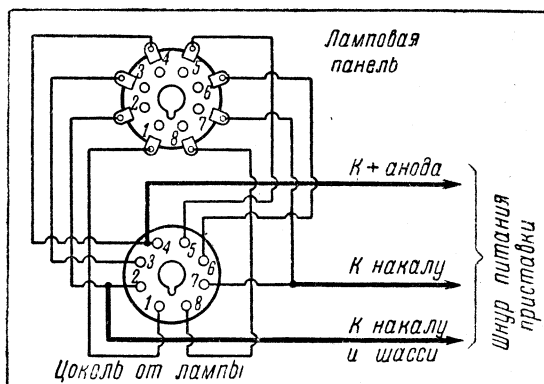 Ламповая
панель
4 5
3 6
2 7
1 8
К + анода
4 5
3 6
2 7
1 8
К накалу
К накалу
и шасси
Шнур питания
приставки
Цоколь от лампы